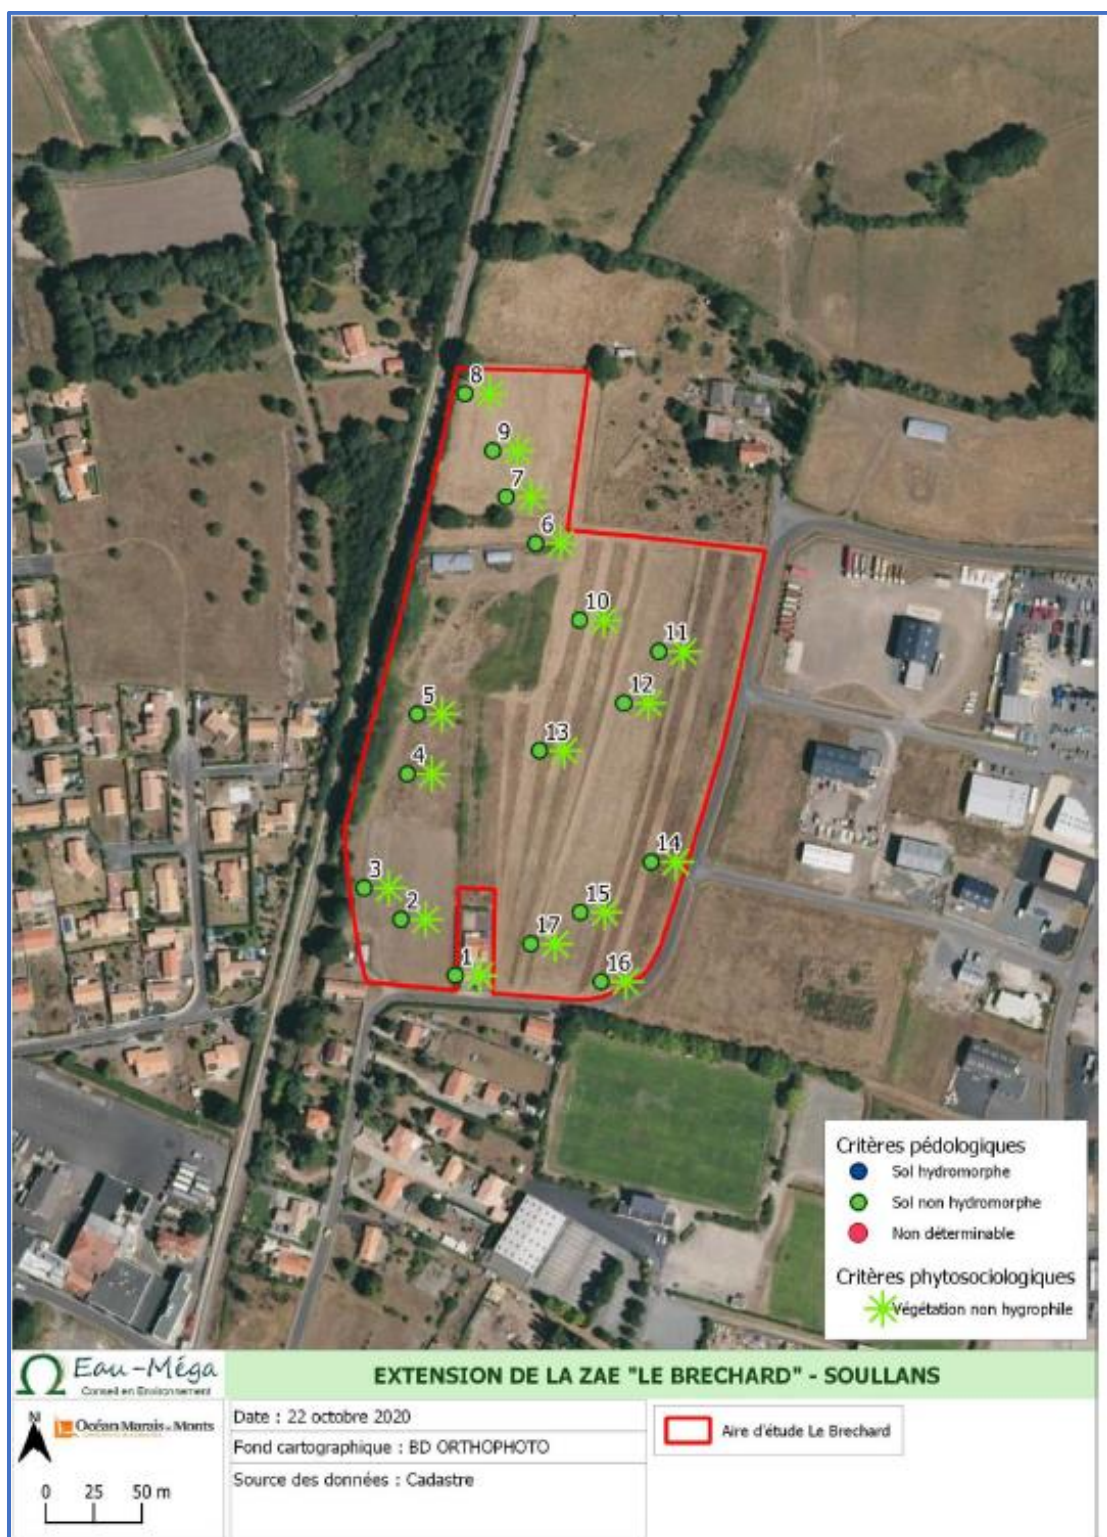 8
9
7
6
10
11
12
5
13
4
14
3
2
15
17
1
16
Critères pédologiques
Sol hydromorphe
Sol non hydromorphe
Non déterminable
Critères phytosociologiques
Végétation non hygrophile
Eau-Méga
Conseil en Environnement
EXTENSION DE LA ZAE "LE BRECHARD" - SOULLANS
N
Océan Marais de Monts
Date : 22 octobre 2020
Fond cartographique : BD ORTHOPHOTO
Source des données : Cadastre
Aire d'étude Le Brechard
0 25 50 m